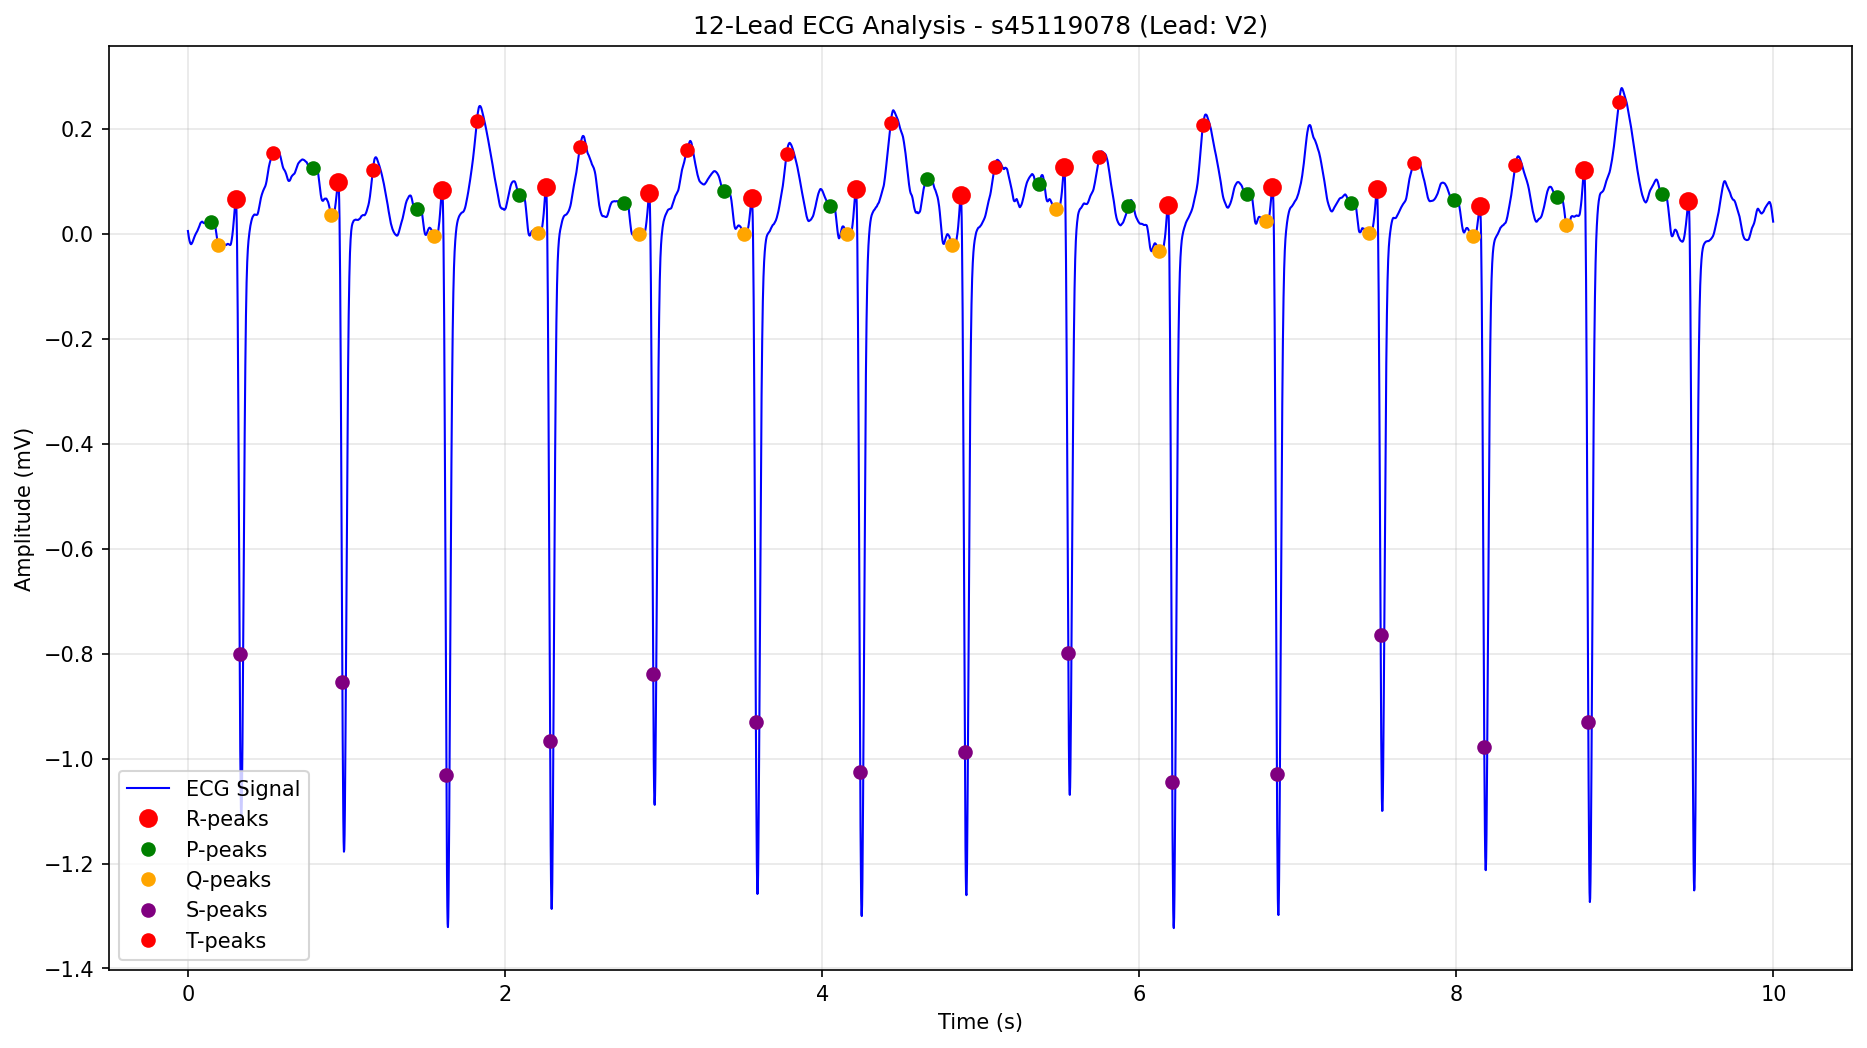 12-Lead ECG Analysis - s45119078 (Lead: V2)
Amplitude (mV)
0.2
0.0
−0.2
−0.4
−0.6
−0.8
−1.0
−1.2
−1.4
ECG Signal
R-peaks
P-peaks
Q-peaks
S-peaks
T-peaks
0 2 4 6 8 10
Time (s)